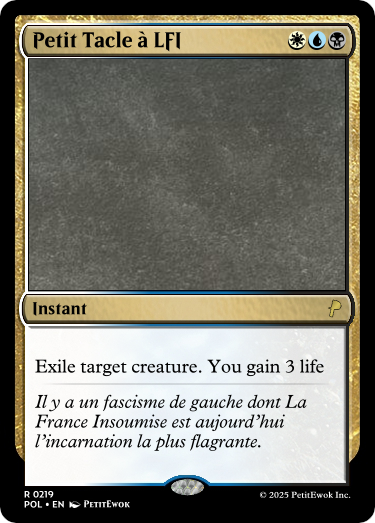 Petit Tacle à LFI
Instant
Exile target creature. You gain 3 life
Il y a un fascisme de gauche dont La
France Insoumise est aujourd'hui
l'incarnation la plus flagrante.
R 0219
POL • EN PetitEwok
© 2025 PetitEwok Inc.